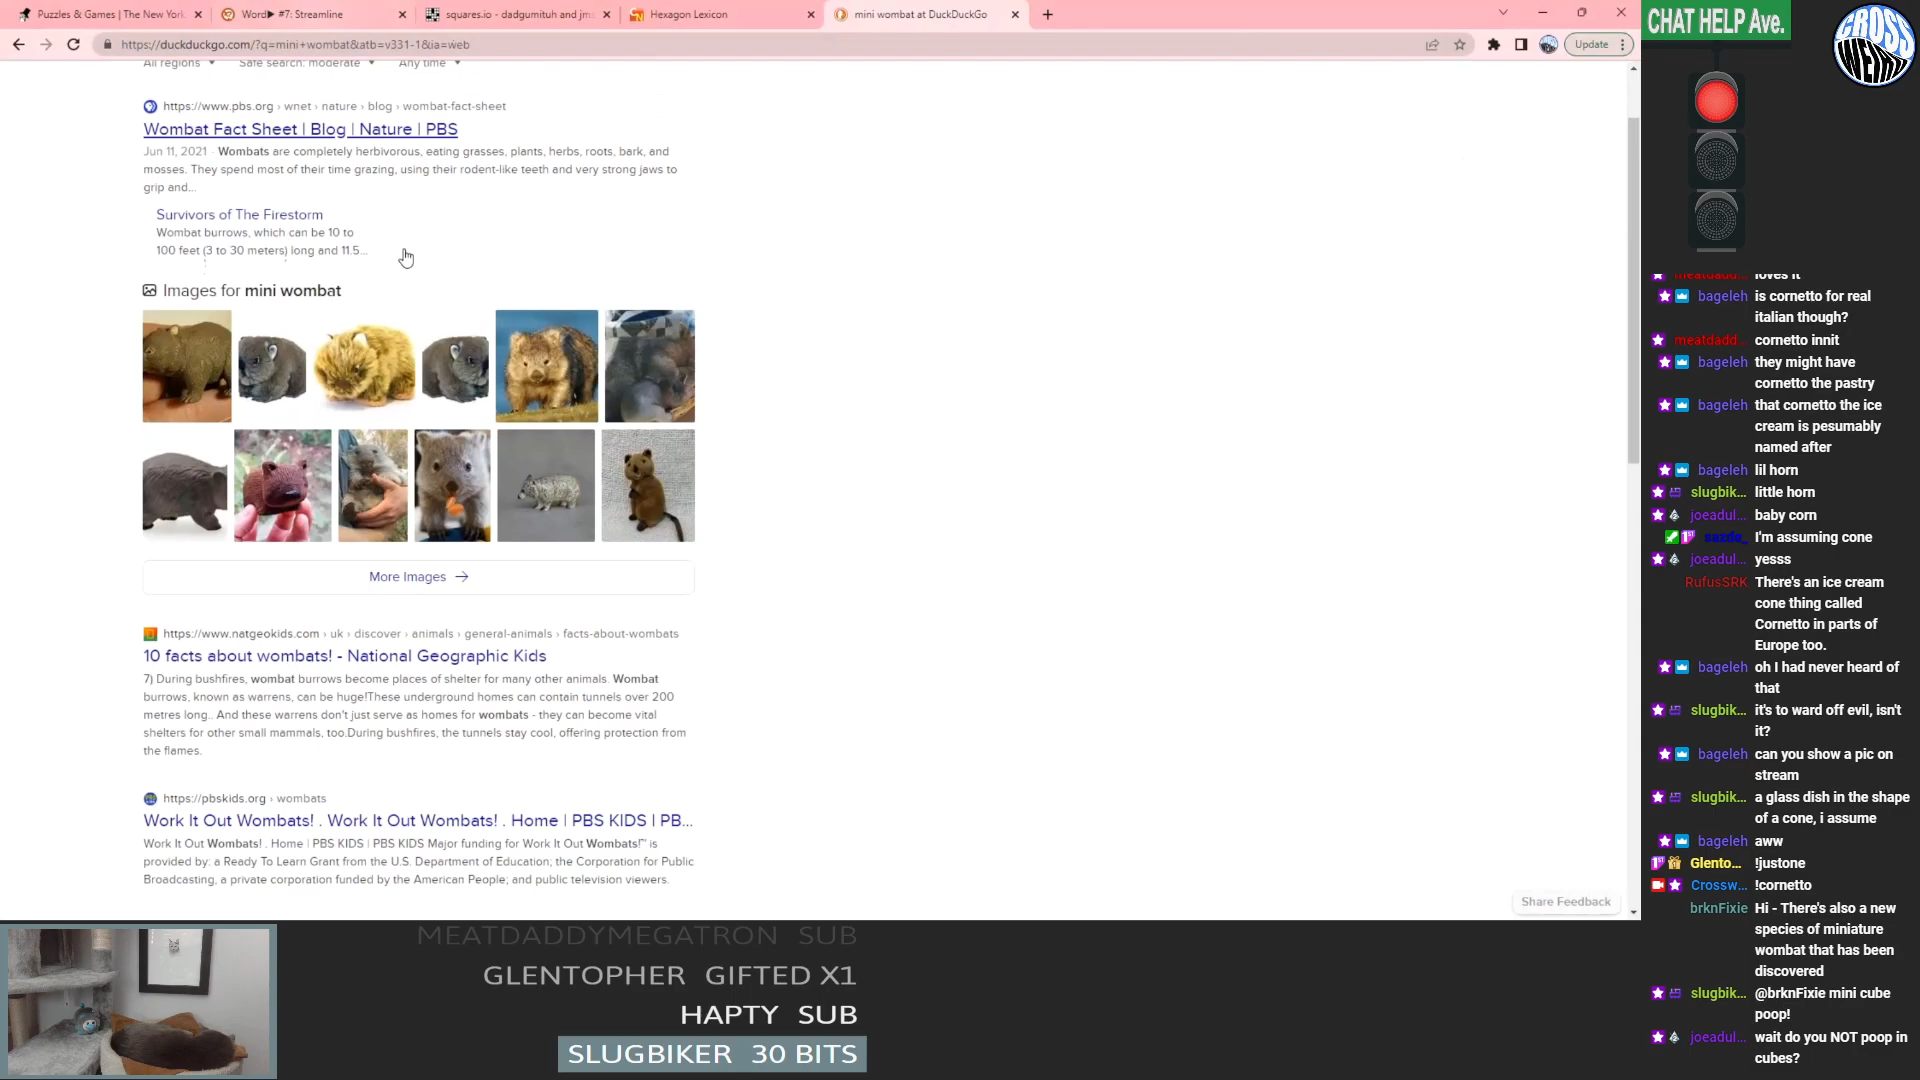 Puzzles & Games | The New York
Word▶ #7: Streamline
squares.io - dadgumituh and jm
Hexagon Lexicon
mini wombat at DuckDuckGo
https://duckduckgo.com/?q=mini+wombat&atb=v331-1&ia=web
Update
All regions
Safe search: moderate
Any time
https://www.pbs.org › wnet › nature › blog › wombat-fact-sheet
Wombat Fact Sheet | Blog | Nature | PBS
Jun 11, 2021 · Wombats are completely herbivorous, eating grasses, plants, herbs, roots, bark, and
mosses. They spend most of their time grazing, using their rodent-like teeth and very strong jaws to
grip and...
Survivors of The Firestorm
Wombat burrows, which can be 10 to
100 feet (3 to 30 meters) long and 11.5...
Images for mini wombat
More Images →
https://www.natgeokids.com › uk › discover › animals › general-animals › facts-about-wombats
10 facts about wombats! - National Geographic Kids
7) During bushfires, wombat burrows become places of shelter for many other animals. Wombat
burrows, known as warrens, can be huge!These underground homes can contain tunnels over 200
metres long.. And these warrens don't just serve as homes for wombats - they can become vital
shelters for other small mammals, too.During bushfires, the tunnels stay cool, offering protection from
the flames.
https://pbskids.org › wombats
Work It Out Wombats! . Work It Out Wombats! . Home | PBS KIDS | PB...
Work It Out Wombats! . Home | PBS KIDS | PBS KIDS Major funding for Work It Out Wombats!™ is
provided by: a Ready To Learn Grant from the U.S. Department of Education; the Corporation for Public
Broadcasting, a private corporation funded by the American People; and public television viewers.
Share Feedback
MEATDADDYMEGATRON SUB
GLENTOPHER GIFTED X1
HAPTY SUB
SLUGBIKER 30 BITS
CHAT HELP Ave.
CROSS
WEIRD
meatdadd... loves it
bageleh is cornetto for real
italian though?
meatdadd... cornetto innit
bageleh they might have
cornetto the pastry
bageleh that cornetto the ice
cream is pesumably
named after
bageleh lil horn
slugbik... little horn
joeadul... baby corn
I'm assuming cone
joeadul... yesss
RufusSRK There's an ice cream
cone thing called
Cornetto in parts of
Europe too.
bageleh oh I had never heard of
that
slugbik... it's to ward off evil, isn't
it?
bageleh can you show a pic on
stream
slugbik... a glass dish in the shape
of a cone, i assume
bageleh aww
Glento... !justone
Crossw... !cornetto
brknFixie Hi - There's also a new
species of miniature
wombat that has been
discovered
slugbik... @brknFixie mini cube
poop!
joeadul... wait do you NOT poop in
cubes?